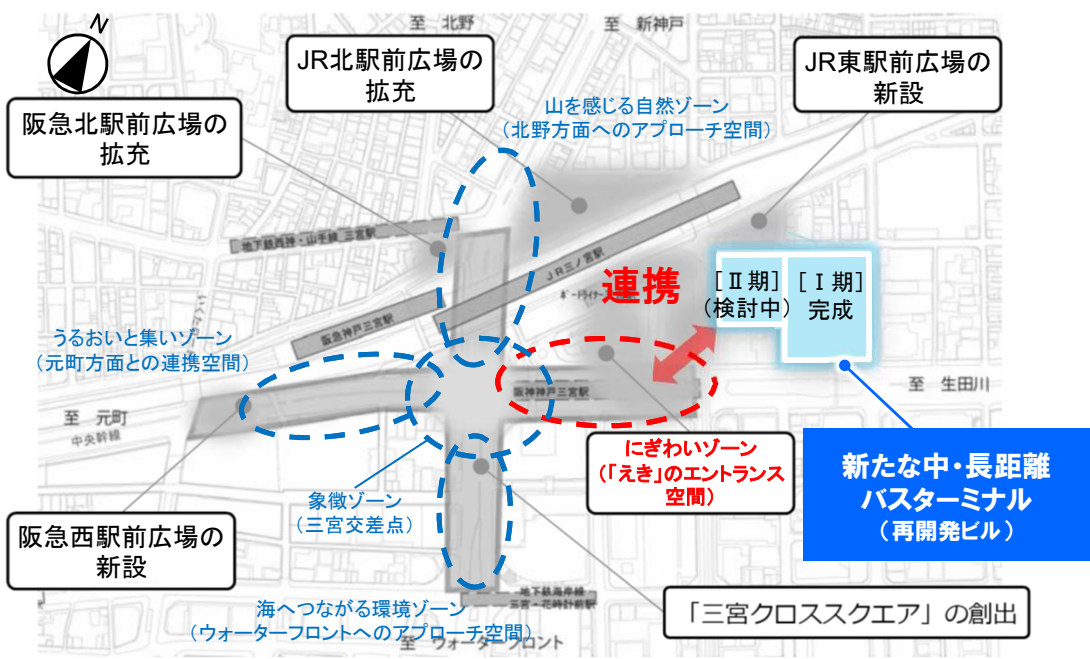 N
至 北野
至 新神戸
JR北駅前広場の
拡充
JR東駅前広場の
新設
阪急北駅前広場の
拡充
山を感じる自然ゾーン
(北野方面へのアプローチ空間)
地下鉄西神・山手線 三宮駅
JR三ノ宮駅
連携
[Ⅱ期]
(検討中)
[Ⅰ期]
完成
阪急神戸三宮駅
うるおいと集いゾーン
(元町方面との連携空間)
阪神神戸三宮駅
至 生田川
至 元町
中央幹線
にぎわいゾーン
(「えき」のエントランス
空間)
新たな中・長距離
バスターミナル
(再開発ビル)
象徴ゾーン
(三宮交差点)
阪急西駅前広場の
新設
地下鉄海岸線
三宮・花時計前駅
海へつながる環境ゾーン
(ウォーターフロントへのアプローチ空間)
至 ウォーターフロント
「三宮クロススクエア」の創出